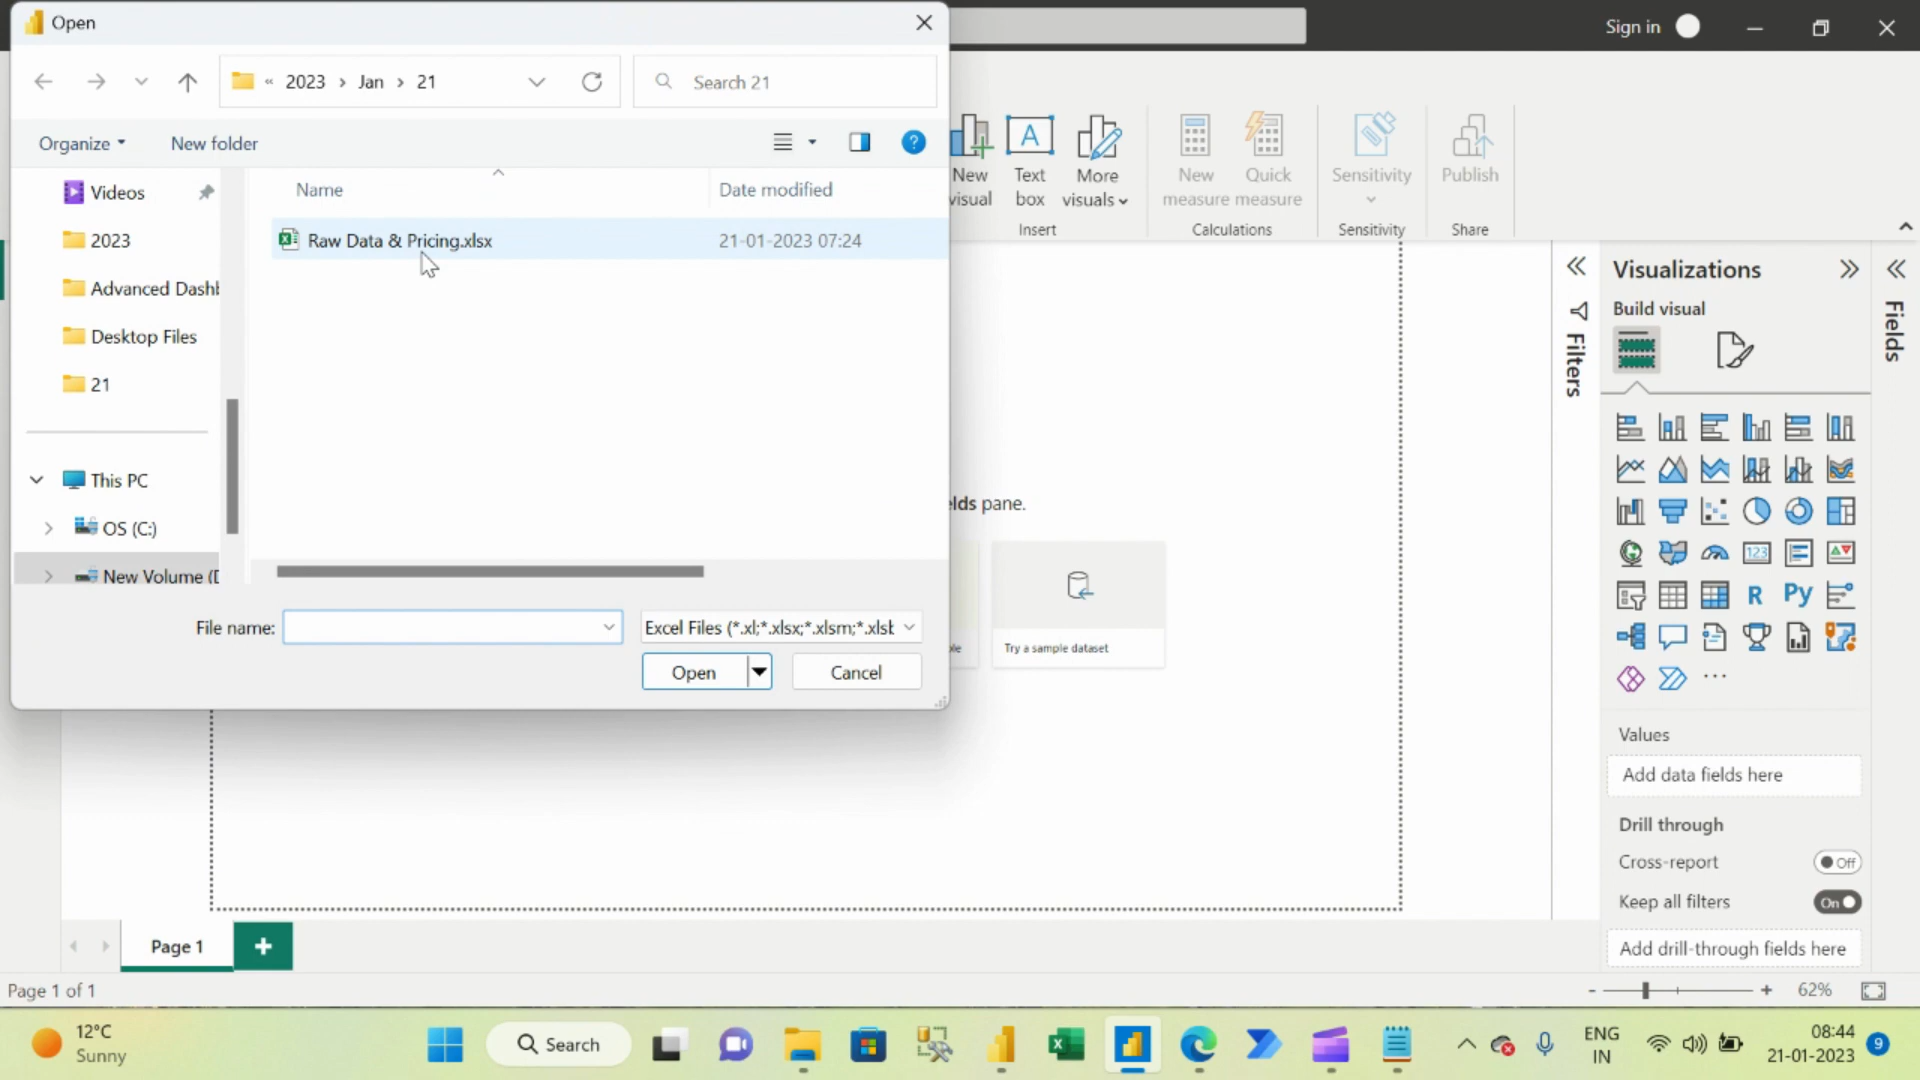 Open
Sign in
« 2023 › Jan › 21
Search 21
Organize
New folder
Name
Date modified
Raw Data & Pricing.xlsx
21-01-2023 07:24
Videos
2023
Advanced Dashb
Desktop Files
21
This PC
OS (C:)
New Volume (D
File name:
Excel Files (*.xl;*.xlsx;*.xlsm;*.xlsb
Open
Cancel
New
visual
Text
box
More
visuals
Insert
New
measure
Quick
measure
Calculations
Sensitivity
Sensitivity
Publish
Share
elds pane.
Try a sample dataset
Filters
Visualizations
Build visual
Fields
123
R
Py
Values
Add data fields here
Drill through
Cross-report
Off
Keep all filters
On
Add drill-through fields here
Page 1
Page 1 of 1
- + 62%
12°C
Sunny
Search
ENG
IN
08:44
21-01-2023
9